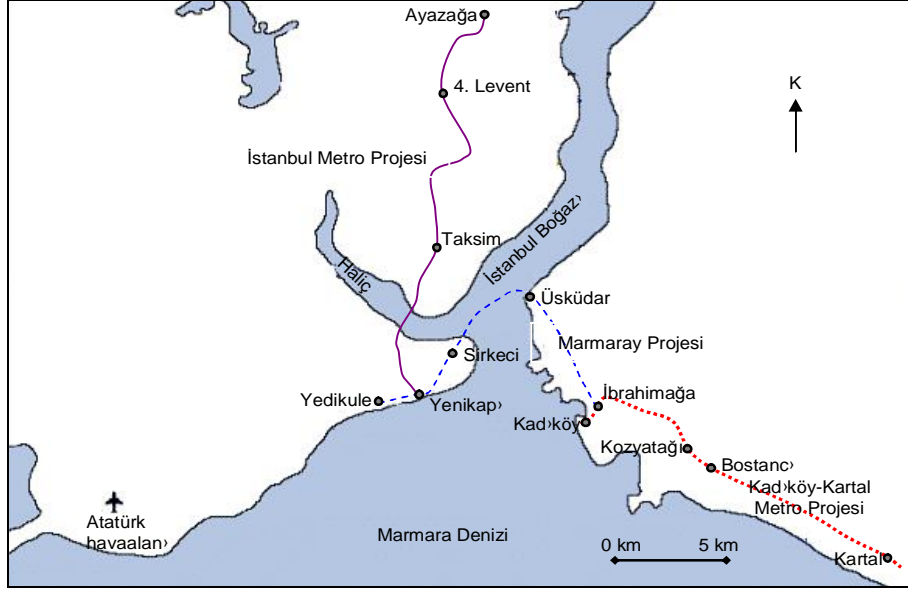 Ayazağa
K
4. Levent
İstanbul Metro Projesi
İstanbul Boğaz›
Taksim
Haliç
Üsküdar
Marmaray Projesi
Sirkeci
İbrahimağa
Yedikule
Yenikap›
Kad›köy
Kozyatağı
Bostanc›
Kad›köy-Kartal
Metro Projesi
Atatürk
havaalan›
Marmara Denizi
0 km 5 km
Kartal